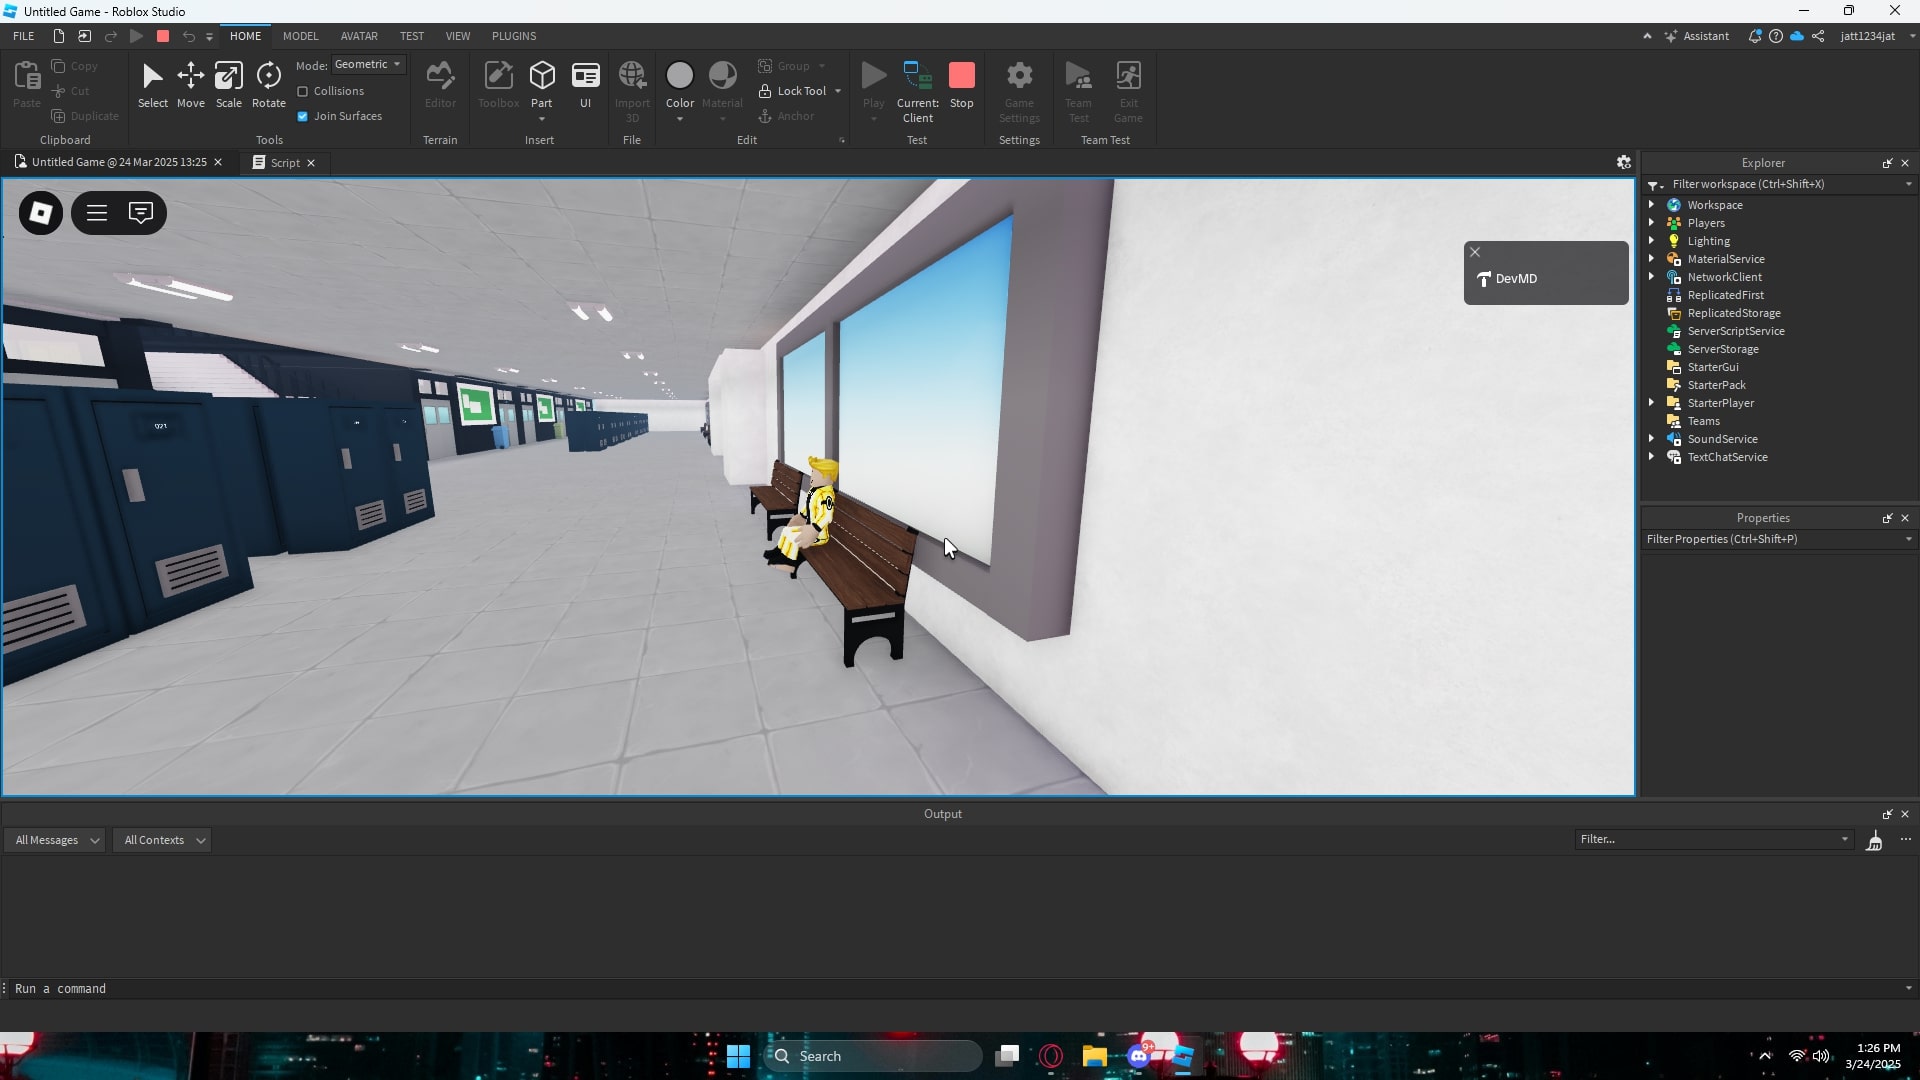 Untitled Game - Roblox Studio
FILE
HOME
MODEL
AVATAR
TEST
VIEW
PLUGINS
Assistant
jatt1234jat
Paste
Copy
Cut
Duplicate
Clipboard
Select
Move
Scale
Rotate
Mode: Geometric
Collisions
Join Surfaces
Tools
Editor
Terrain
Toolbox
Part
UI
Insert
Import
3D
File
Color
Material
Group
Lock Tool
Anchor
Edit
Play
Current:
Client
Stop
Test
Game
Settings
Settings
Team
Test
Exit
Game
Team Test
Untitled Game @ 24 Mar 2025 13:25
Script
DevMD
021
Explorer
Filter workspace (Ctrl+Shift+X)
Workspace
Players
Lighting
MaterialService
NetworkClient
ReplicatedFirst
ReplicatedStorage
ServerScriptService
ServerStorage
StarterGui
StarterPack
StarterPlayer
Teams
SoundService
TextChatService
Properties
Filter Properties (Ctrl+Shift+P)
Output
All Messages
All Contexts
Filter...
Run a command
Search
9+
1:26 PM
3/24/2025